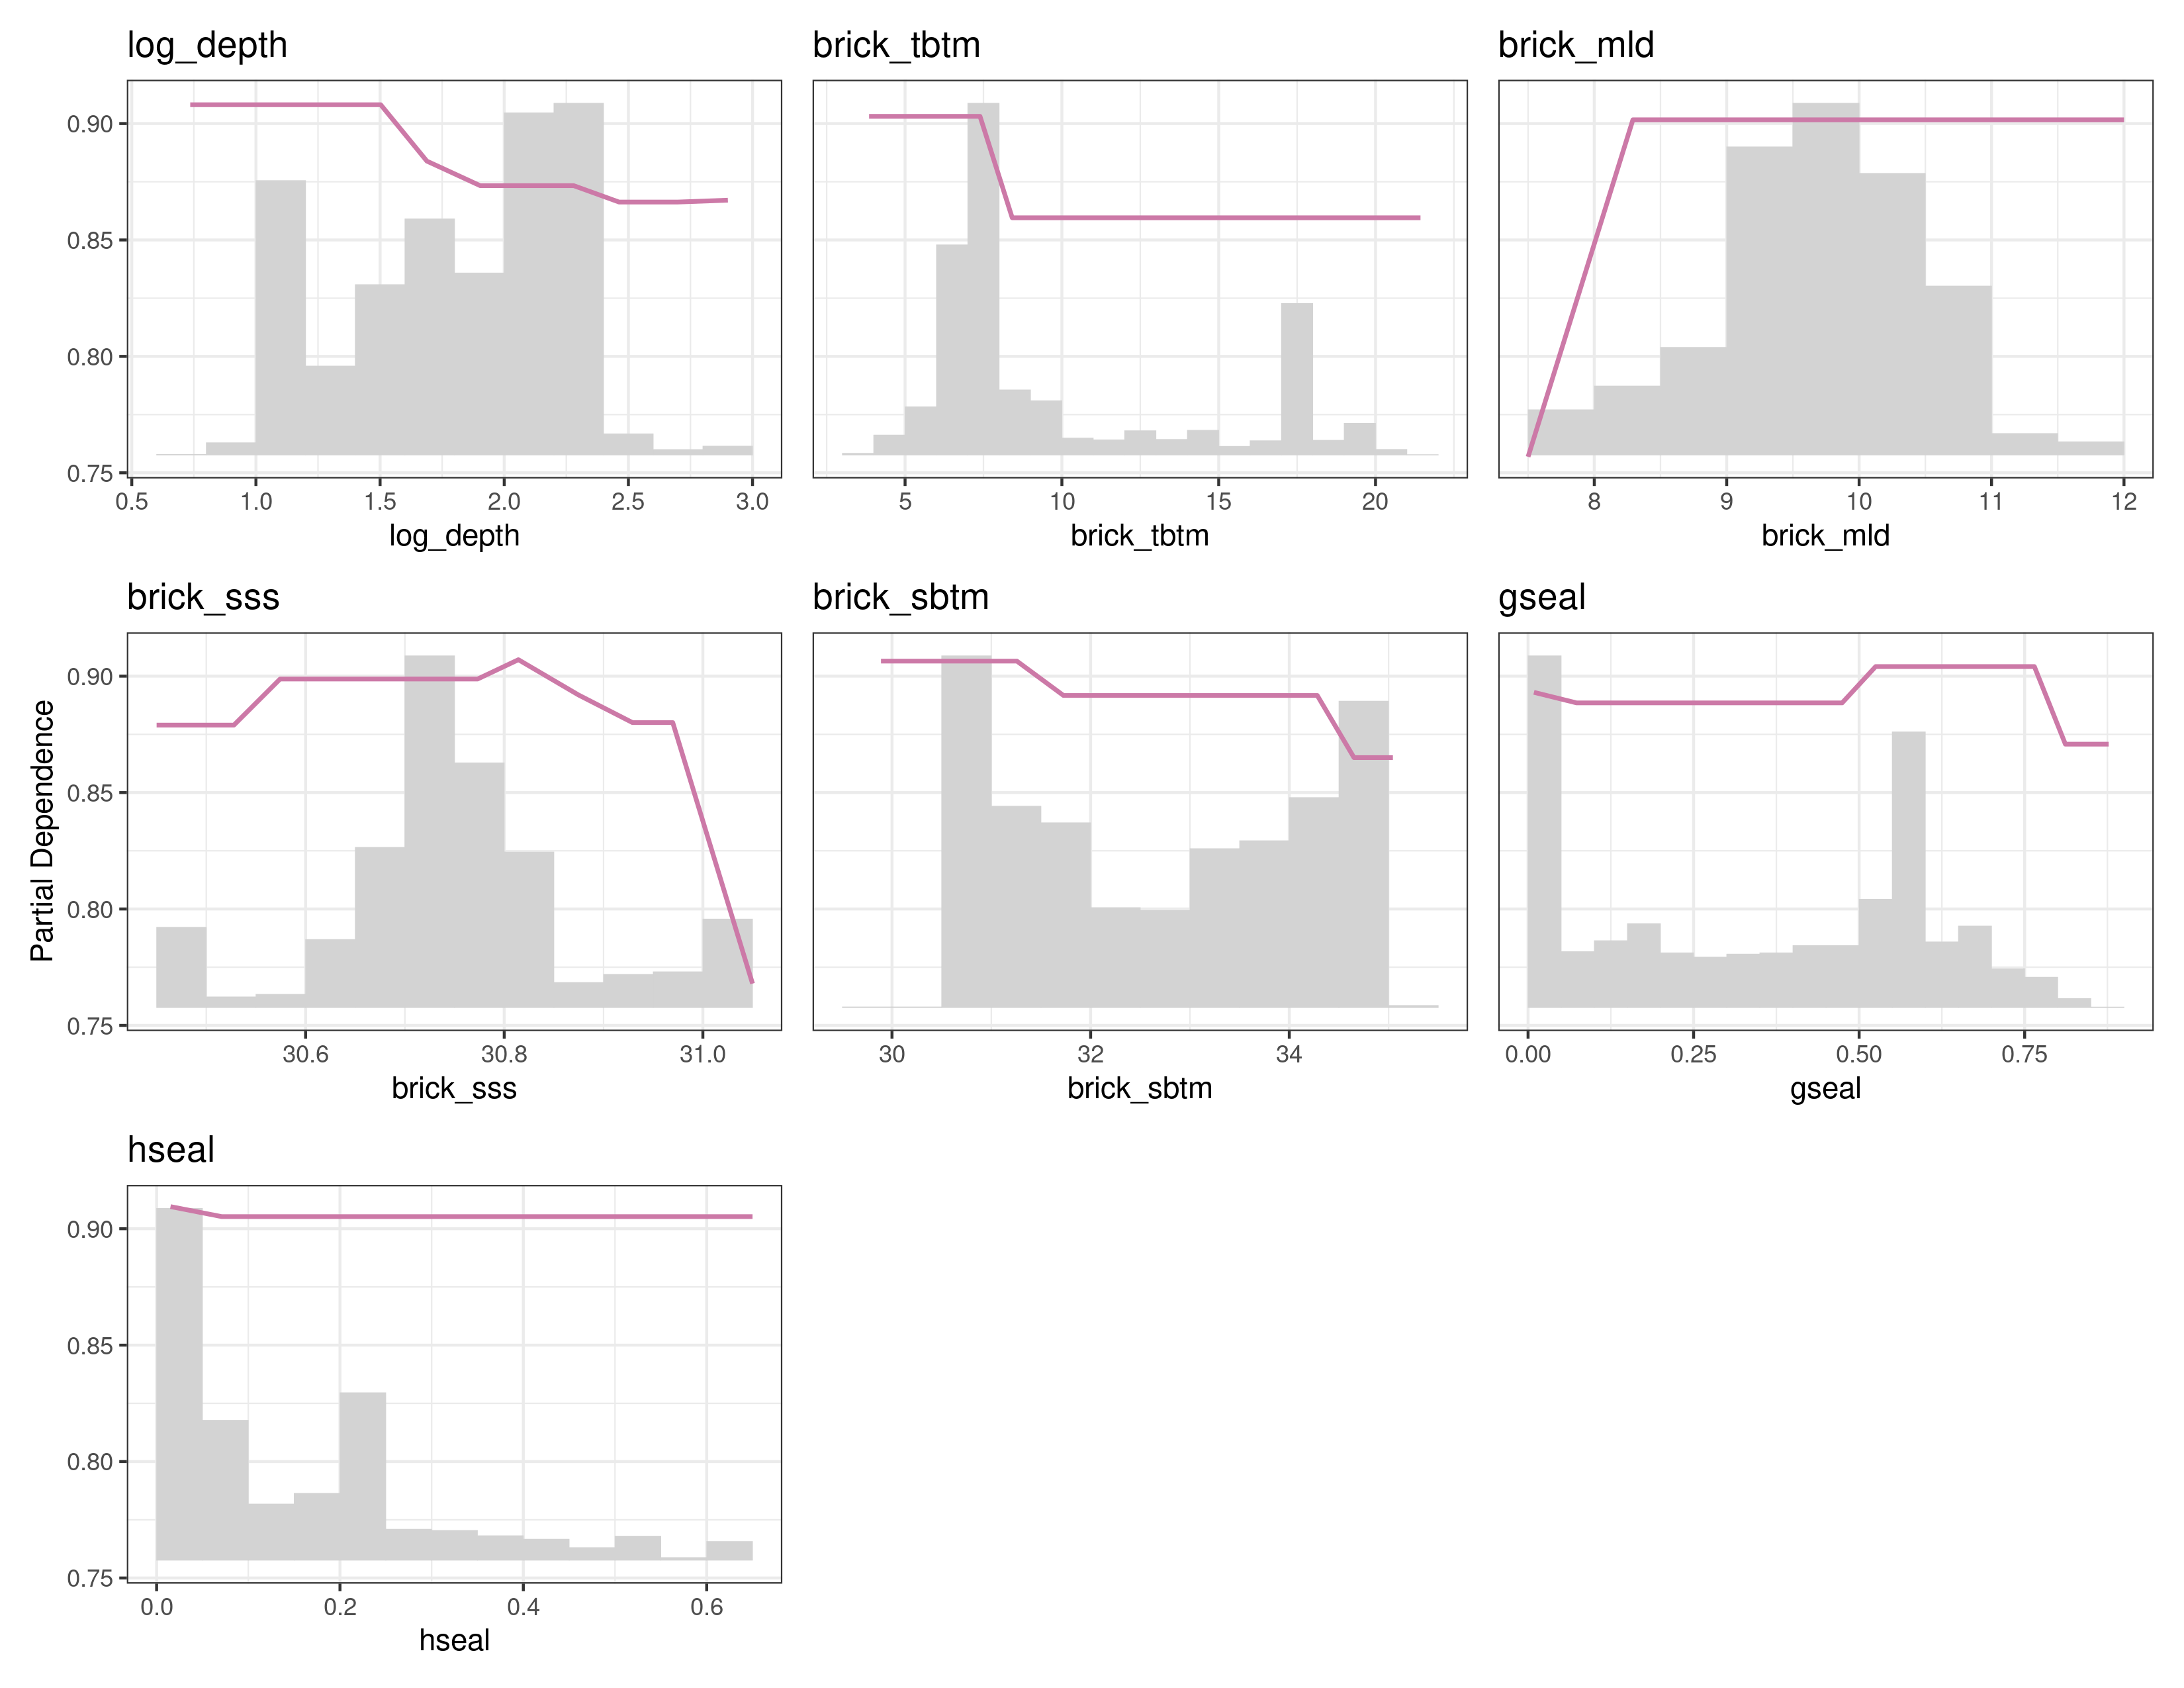 log_depth
brick_tbtm
brick_mld
0.90
0.85
0.80
0.75
0.5 1.0 1.5 2.0 2.5 3.0
5 10 15 20
8 9 10 11 12
log_depth
brick_tbtm
brick_mld
brick_sss
brick_sbtm
gseal
Partial Dependence
0.90
0.85
0.80
0.75
30.6 30.8 31.0
30 32 34
0.00 0.25 0.50 0.75
brick_sss
brick_sbtm
gseal
hseal
0.90
0.85
0.80
0.75
0.0 0.2 0.4 0.6
hseal